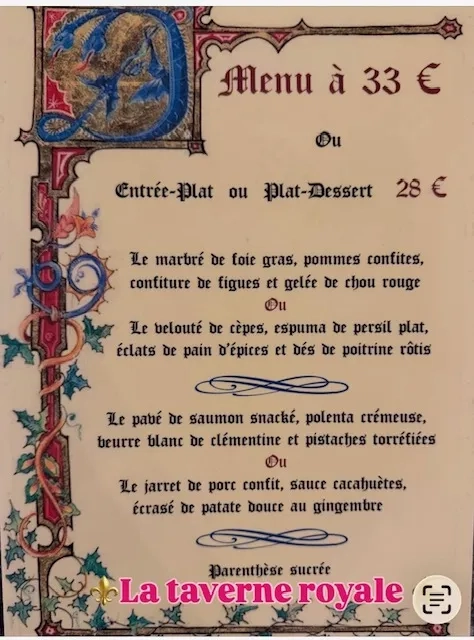 Menu à 33 €
Ou
Entrée-Plat ou Plat-Dessert 28 €
Le marbré de foie gras, pommes confites,
confiture de figues et gelée de chou rouge
Ou
Le velouté de cèpes, espuma de persil plat,
éclats de pain d'épices et dés de poitrine rôtis
Le pavé de saumon snacké, polenta crémeuse,
beurre blanc de clémentine et pistaches torréfiées
Ou
Le jarret de porc confit, sauce cacahuètes,
écrasé de patate douce au gingembre
Parenthèse sucrée
⚜️La taverne royale